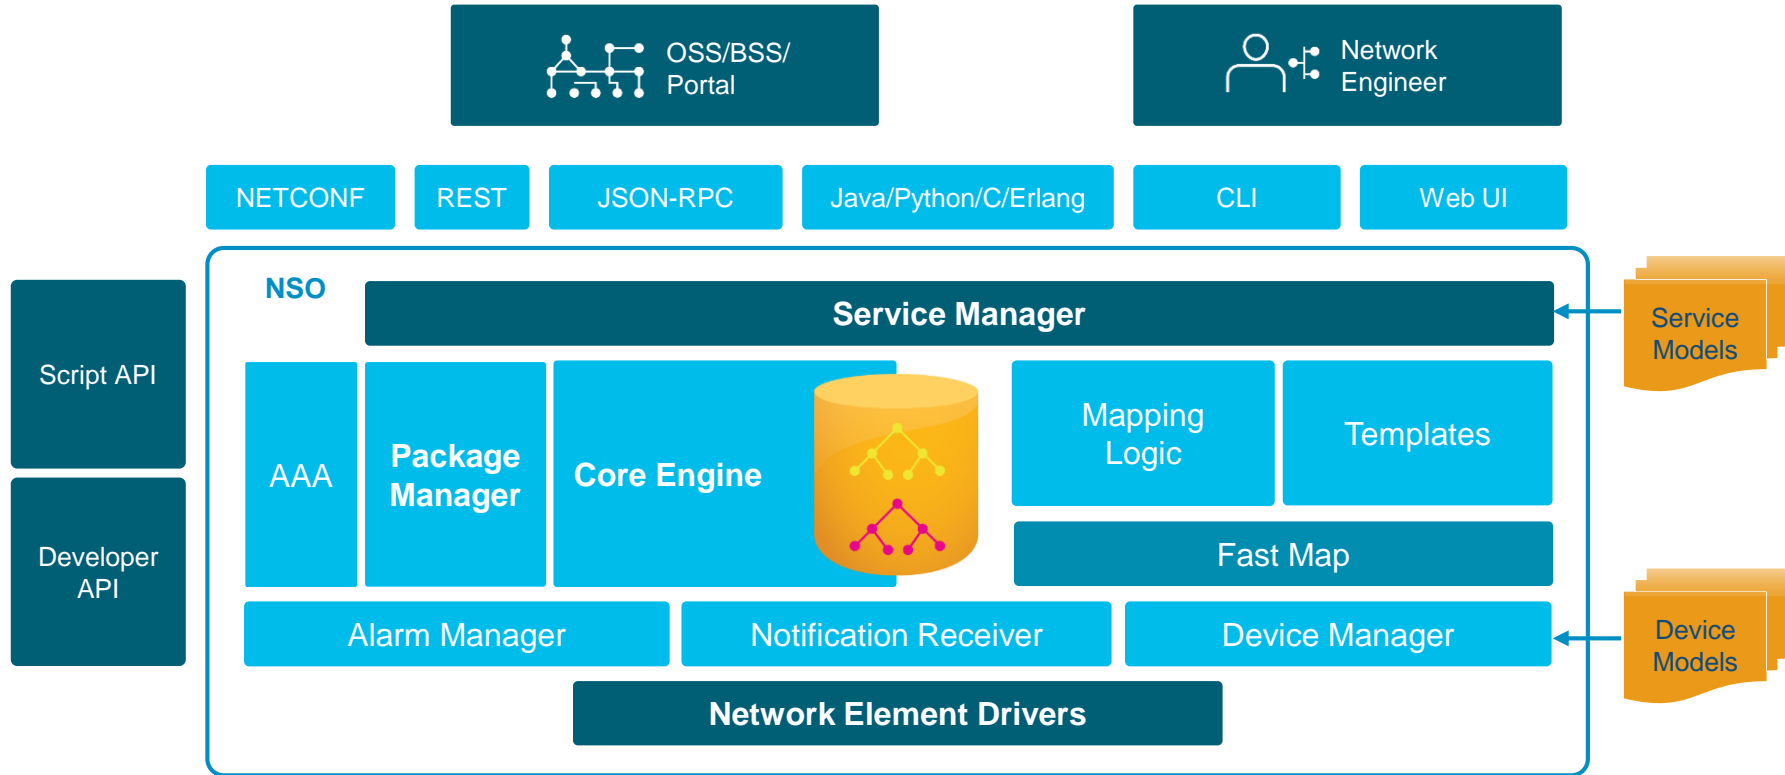 OSS/BSS/
Portal
Network
Engineer
NETCONF
REST
JSON-RPC
Java/Python/C/Erlang
CLI
Web UI
NSO
Service Manager
Service
Models
Script API
AAA
Package
Manager
Core Engine
Mapping
Logic
Templates
Developer
API
Fast Map
Alarm Manager
Notification Receiver
Device Manager
Device
Models
Network Element Drivers